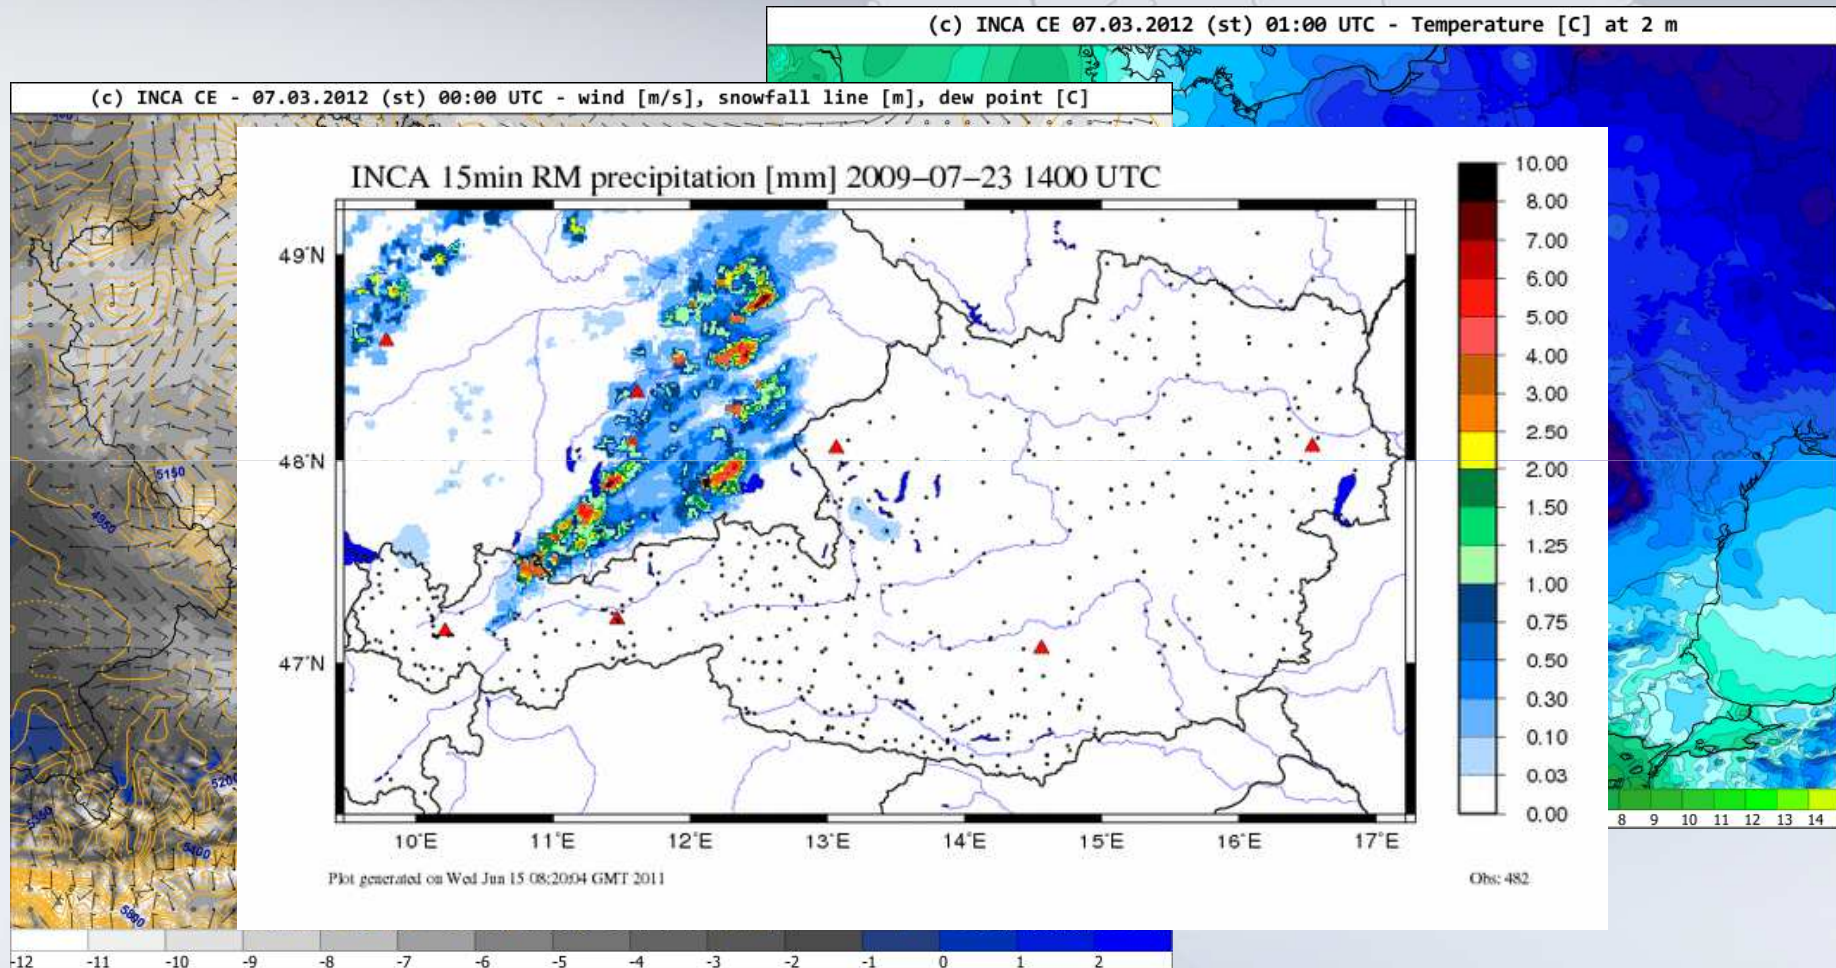 (c) INCA CE 07.03.2012 (st) 01:00 UTC - Temperature [C] at 2 m
(c) INCA CE - 07.03.2012 (st) 00:00 UTC - wind [m/s], snowfall line [m], dew point [C]
INCA 15min RM precipitation [mm] 2009-07-23 1400 UTC
10.00
8.00
7.00
6.00
5.00
4.00
3.00
2.50
2.00
1.50
1.25
1.00
0.75
0.50
0.30
0.10
0.03
0.00
49°N
48°N
47°N
10°E 11°E 12°E 13°E 14°E 15°E 16°E 17°E
Plot generated on Wed Jun 15 08:20:04 GMT 2011
Obs: 482
5150
4950
5200
5400
8 9 10 11 12 13 14
-12 -11 -10 -9 -8 -7 -6 -5 -4 -3 -2 -1 0 1 2